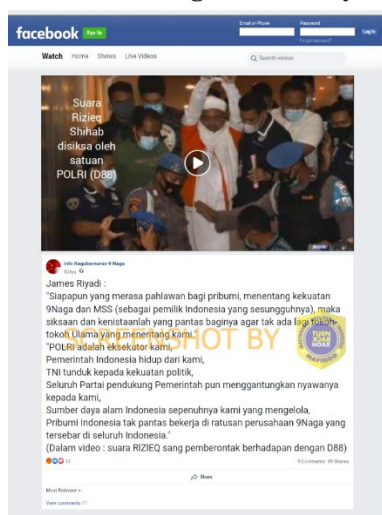 facebook
Sign Up
Email or Phone
Password
Log In
Forgot account?
Watch
Home
Shows
Live Videos
Search videos
Suara
Rizieq
Shihab
disiksa oleh
satuan
POLRI (D88)
Info Kegubernuran 9 Naga
James Riyadi :
"Siapapun yang merasa pahlawan bagi pribumi, menentang kekuatan
9Naga dan MSS (sebagai pemilik Indonesia yang sesungguhnya), maka
siksaan dan kenistaanlah yang pantas baginya agar tak ada lagi tokoh-
tokoh Ulama yang menentang kami."
"POLRI adalah eksekutor kami,
Pemerintah Indonesia hidup dari kami,
TNI tunduk kepada kekuatan politik,
Seluruh Partai pendukung Pemerintah pun menggantungkan nyawanya
kepada kami,
Sumber daya alam Indonesia sepenuhnya kami yang mengelola,
Pribumi Indonesia tak pantas bekerja di ratusan perusahaan 9Naga yang
tersebar di seluruh Indonesia."
(Dalam video : suara RIZIEQ sang pemberontak berhadapan dengan D88)
SCREENSHOT BY
TURN
BACK
HOAX
MAFINDO
9 Comments
Share
Most Relevant
View comments